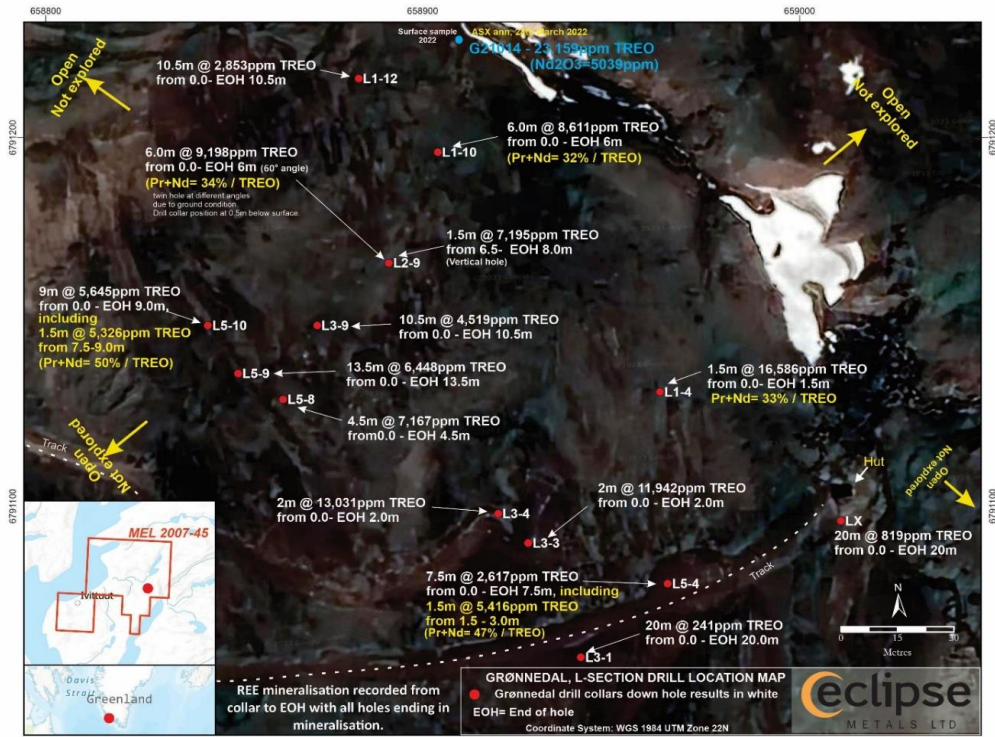 658800
658900
659000
6791200
6791100
6791200
6791100
Surface sample
2022
G21014 - 23,159ppm TREO
(Nd2O3=5039ppm)
Open
Not explored
10.5m @ 2,853ppm TREO
from 0.0- EOH 10.5m
L1-12
Open
Not explored
6.0m @ 8,611ppm TREO
from 0.0 - EOH 6m
(Pr+Nd= 32% / TREO)
L1-10
6.0m @ 9,198ppm TREO
from 0.0- EOH 6m (60° angle)
(Pr+Nd= 34% / TREO)
twin hole at different angles
due to ground condition.
Drill collar position at 0.5m below surface.
1.5m @ 7,195ppm TREO
from 6.5- EOH 8.0m
(Vertical hole)
L2-9
9m @ 5,645ppm TREO
from 0.0 - EOH 9.0m,
including
1.5m @ 5,326ppm TREO
from 7.5-9.0m
(Pr+Nd= 50% / TREO)
L5-10
L3-9
10.5m @ 4,519ppm TREO
from 0.0 - EOH 10.5m
L5-9
13.5m @ 6,448ppm TREO
from 0.0 - EOH 13.5m
L5-8
4.5m @ 7,167ppm TREO
from0.0 - EOH 4.5m
1.5m @ 16,586ppm TREO
from 0.0- EOH 1.5m
Pr+Nd= 33% / TREO
L1-4
Track
Open
Not explored
Hut
Open
Not explored
2m @ 13,031ppm TREO
from 0.0- EOH 2.0m
L3-4
2m @ 11,942ppm TREO
from 0.0 - EOH 2.0m
L3-3
LX
20m @ 819ppm TREO
from 0.0 - EOH 20m
7.5m @ 2,617ppm TREO
from 0.0 - EOH 7.5m, including
1.5m @ 5,416ppm TREO
from 1.5 - 3.0m
(Pr+Nd= 47% / TREO)
L5-4
Track
20m @ 241ppm TREO
from 0.0 - EOH 20.0m
L3-1
MEL 2007-45
Ivittuut
Davis
Strait
Greenland
REE mineralisation recorded from
collar to EOH with all holes ending in
mineralisation.
N
0 15 30
Metres
GRØNNEDAL, L-SECTION DRILL LOCATION MAP
Grønnedal drill collars down hole results in white
EOH= End of hole
Coordinate System: WGS 1984 UTM Zone 22N
eclipse
METALS LTD